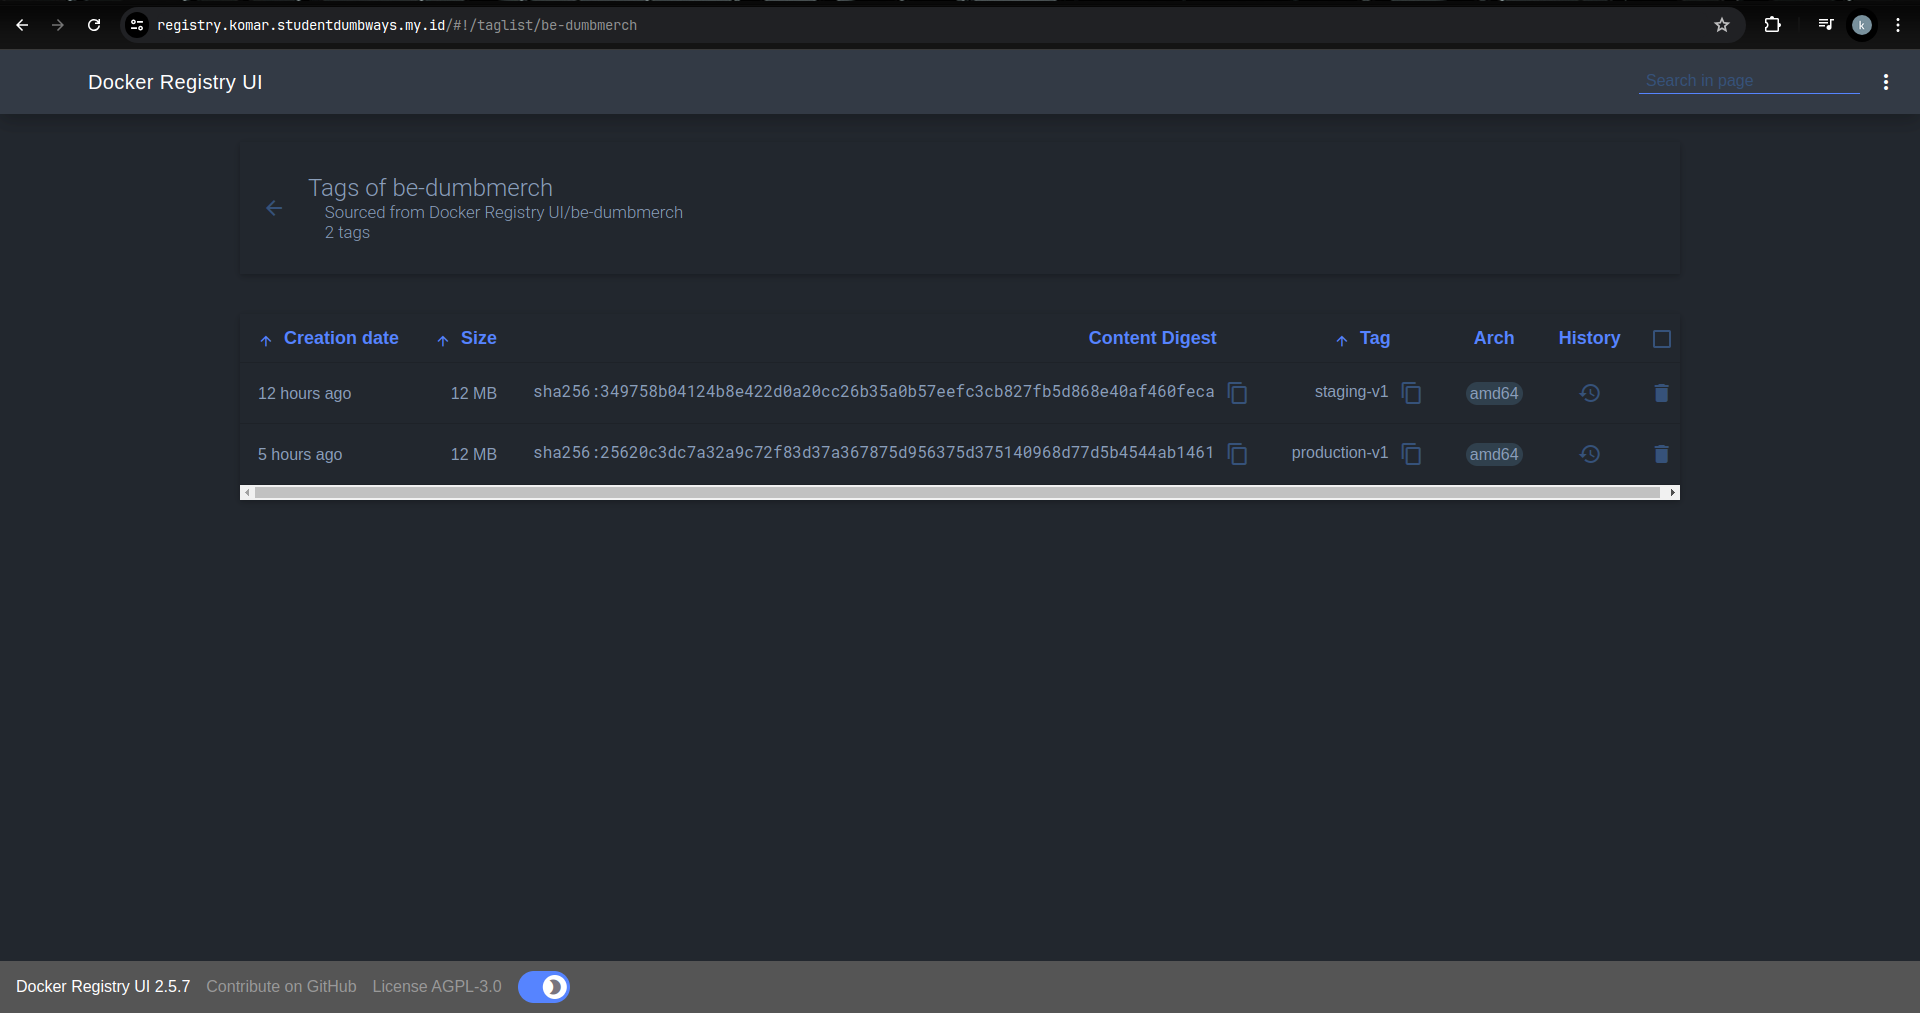 registry.komar.studentdumbways.my.id/#!/taglist/be-dumbmerch
k
Docker Registry UI
Search in page
Tags of be-dumbmerch
Sourced from Docker Registry UI/be-dumbmerch
2 tags
Creation date Size Content Digest Tag Arch History
12 hours ago 12 MB sha256:349758b04124b8e422d0a20cc26b35a0b57eefc3cb827fb5d868e40af460feca staging-v1 amd64
5 hours ago 12 MB sha256:25620c3dc7a32a9c72f83d37a367875d956375d375140968d77d5b4544ab1461 production-v1 amd64
Docker Registry UI 2.5.7 Contribute on GitHub License AGPL-3.0